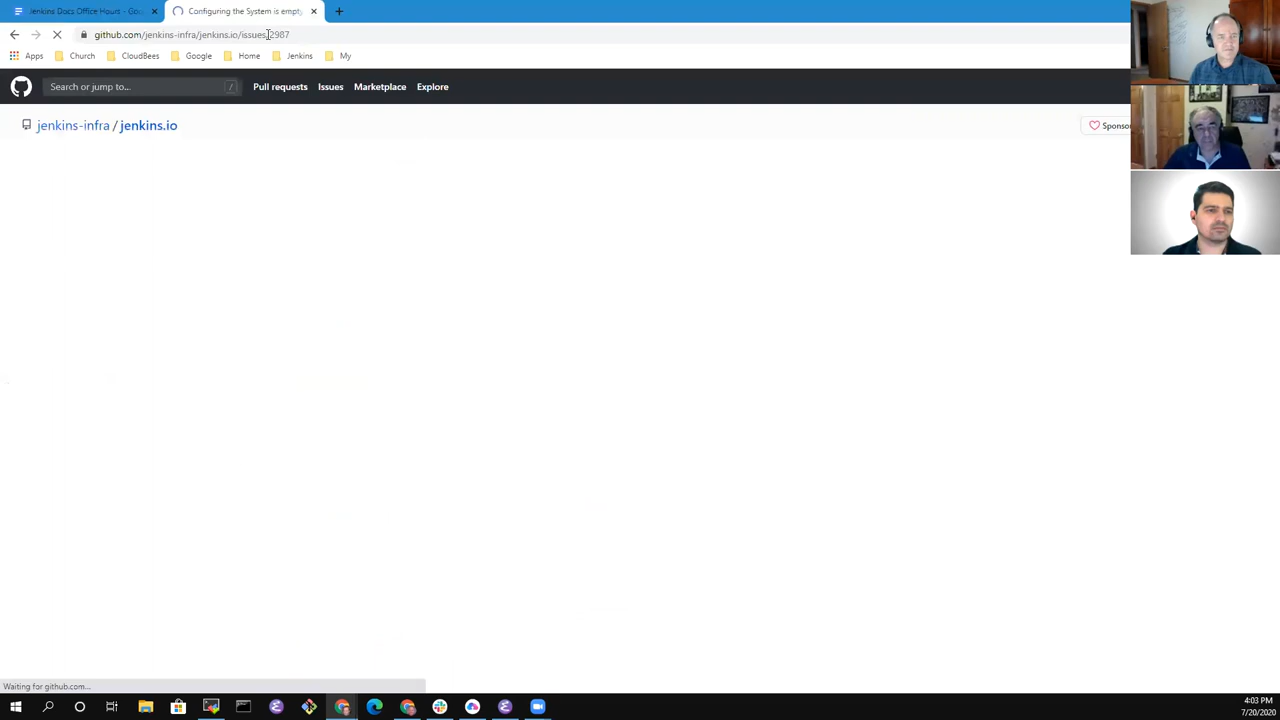 Jenkins Docs Office Hours - Goo
Configuring the System is empty
github.com/jenkins-infra/jenkins.io/issues/2987
Apps
Church
CloudBees
Google
Home
Jenkins
My
Search or jump to...
/
Pull requests
Issues
Marketplace
Explore
jenkins-infra / jenkins.io
Sponsor
Waiting for github.com...
4:03 PM
7/20/2020